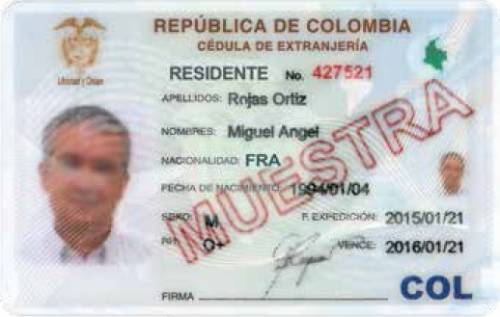 REPÚBLICA DE COLOMBIA
CÉDULA DE EXTRANJERÍA
Libertad y Orden
RESIDENTE No. 427521
APELLIDOS: Rojas Ortiz
NOMBRES: Miguel Angel
NACIONALIDAD: FRA
FECHA DE NACIMIENTO: 1994/01/04
SEXO: M F. EXPEDICIÓN: 2015/01/21
RH: O+ VENCE: 2016/01/21
FIRMA
COL
MUESTRA